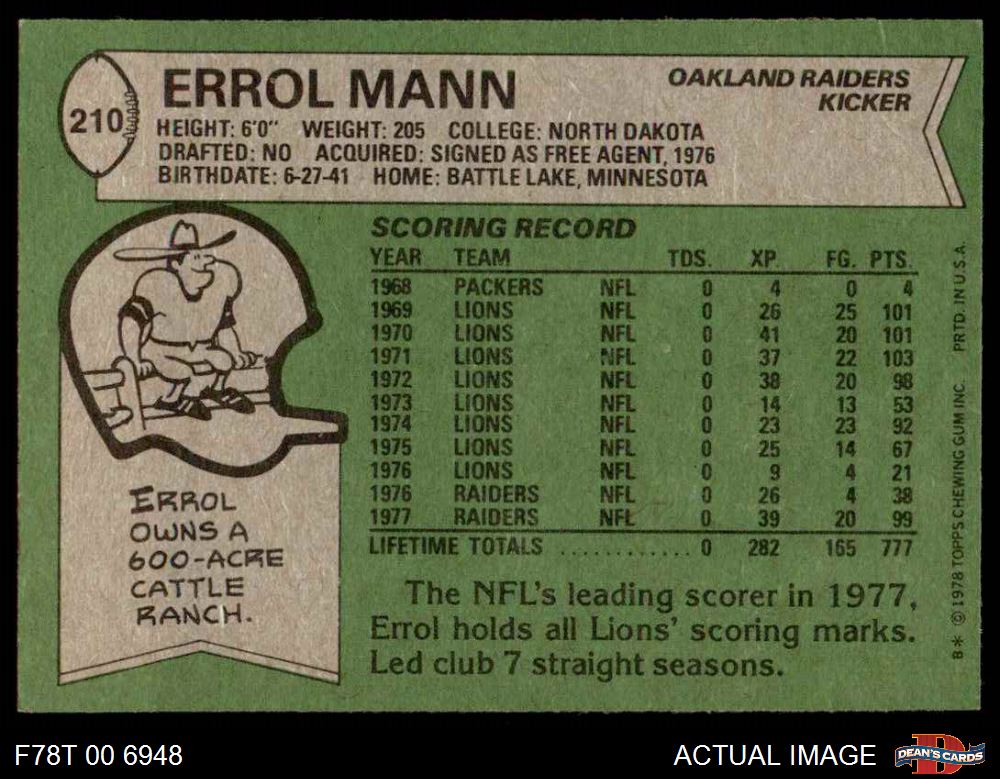 210
ERROL MANN
OAKLAND RAIDERS
KICKER
HEIGHT: 6'0" WEIGHT: 205 COLLEGE: NORTH DAKOTA
DRAFTED: NO ACQUIRED: SIGNED AS FREE AGENT, 1976
BIRTHDATE: 6-27-41 HOME: BATTLE LAKE, MINNESOTA
SCORING RECORD
YEAR TEAM TDS. XP. FG. PTS.
1968 PACKERS NFL 0 4 0 4
1969 LIONS NFL 0 26 25 101
1970 LIONS NFL 0 41 20 101
1971 LIONS NFL 0 37 22 103
1972 LIONS NFL 0 38 20 98
1973 LIONS NFL 0 14 13 53
1974 LIONS NFL 0 23 23 92
1975 LIONS NFL 0 25 14 67
1976 LIONS NFL 0 9 4 21
1976 RAIDERS NFL 0 26 4 38
1977 RAIDERS NFL 0 39 20 99
LIFETIME TOTALS ............ 0 282 165 777
The NFL's leading scorer in 1977,
Errol holds all Lions' scoring marks.
Led club 7 straight seasons.
ERROL
OWNS A
600-ACRE
CATTLE
RANCH.
B* © 1978 TOPPS CHEWING GUM INC. PRTD. IN U.S.A.
F78T 00 6948
ACTUAL IMAGE
D
DEAN'S CARDS